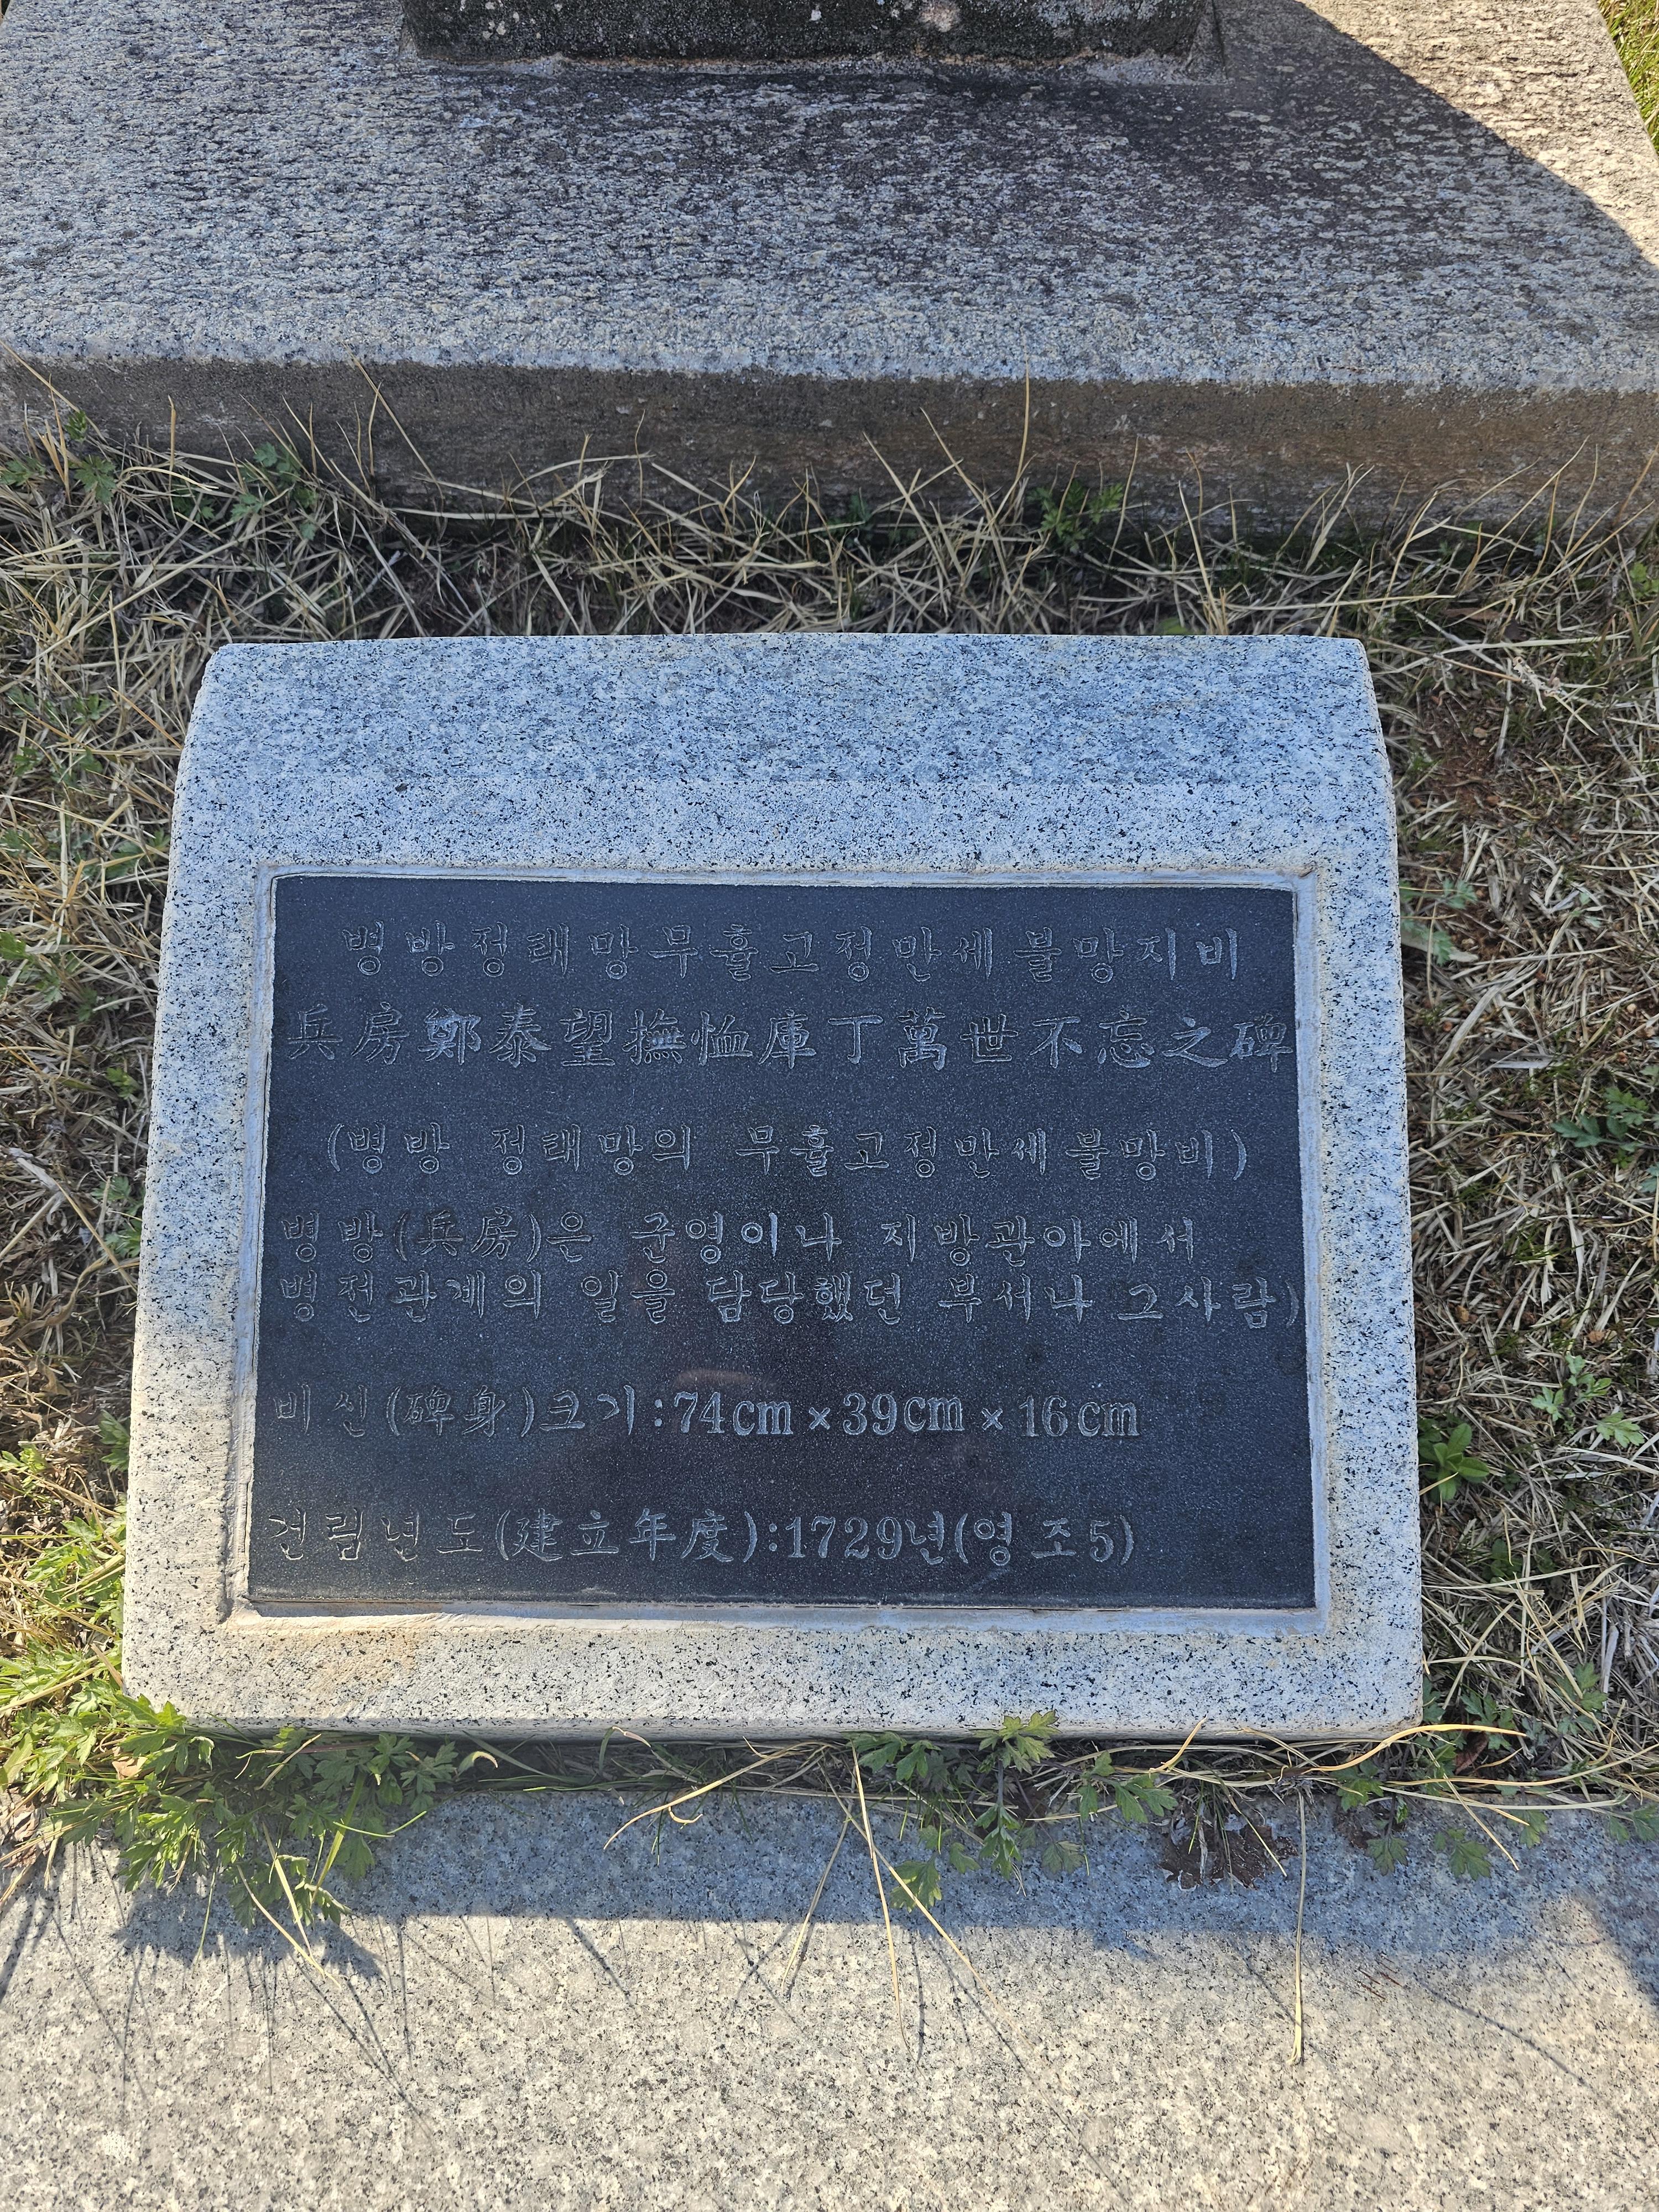 병방정태망무휼고정만세불망지비
兵房鄭泰望撫恤庫丁萬世不忘之碑
(병방 정태망의 무휼고정만세불망비)
병방(兵房)은 군영이나 지방관아에서
병전관계의 일을 담당했던 부서나 그사람)
비신(碑身)크기:74cm×39cm×16cm
건립년도(建立年度):1729년(영조5)